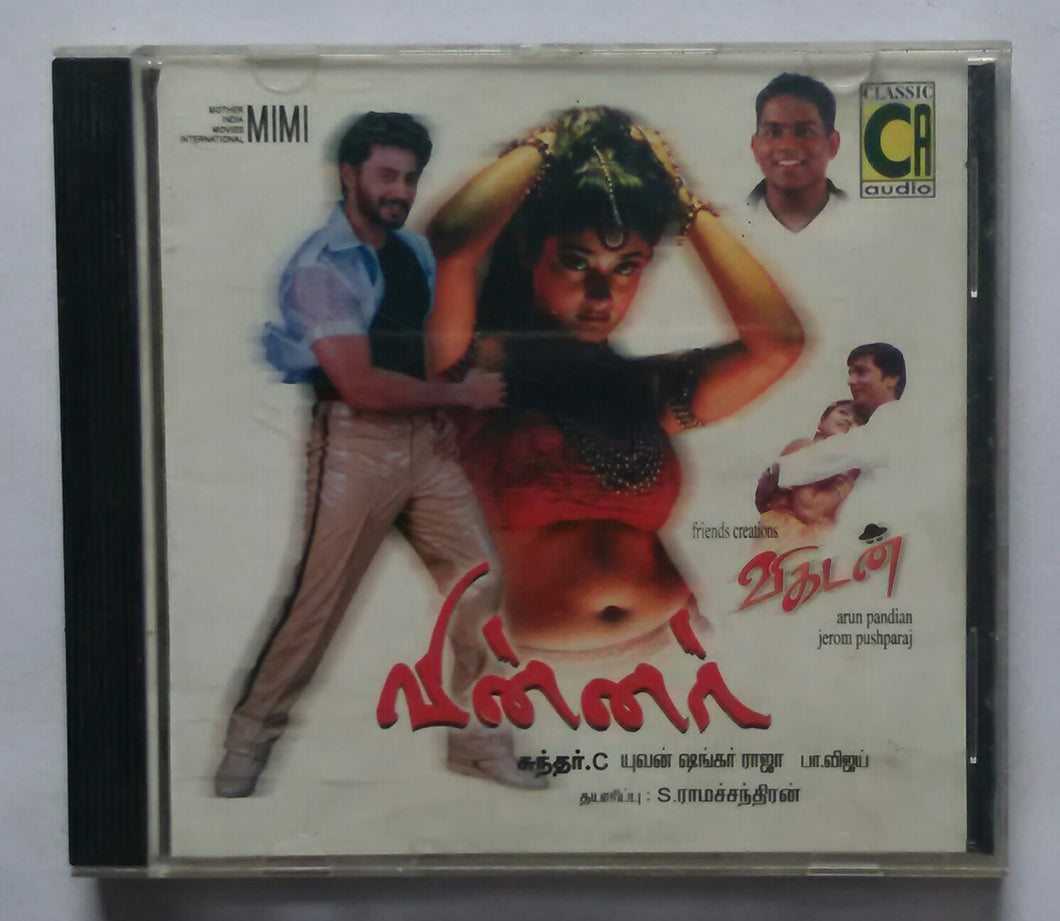 MOTHER
INDIA
MOVIES
INTERNATIONAL
MIMI
CLASSIC
CA
audio
friends creations
விகடன்
arun pandian
jerom pushparaj
வின்னர்
சுந்தர்.C யுவன் ஷங்கர் ராஜா பா.விஜய்
தயாரிப்பு : S.ராமச்சந்திரன்